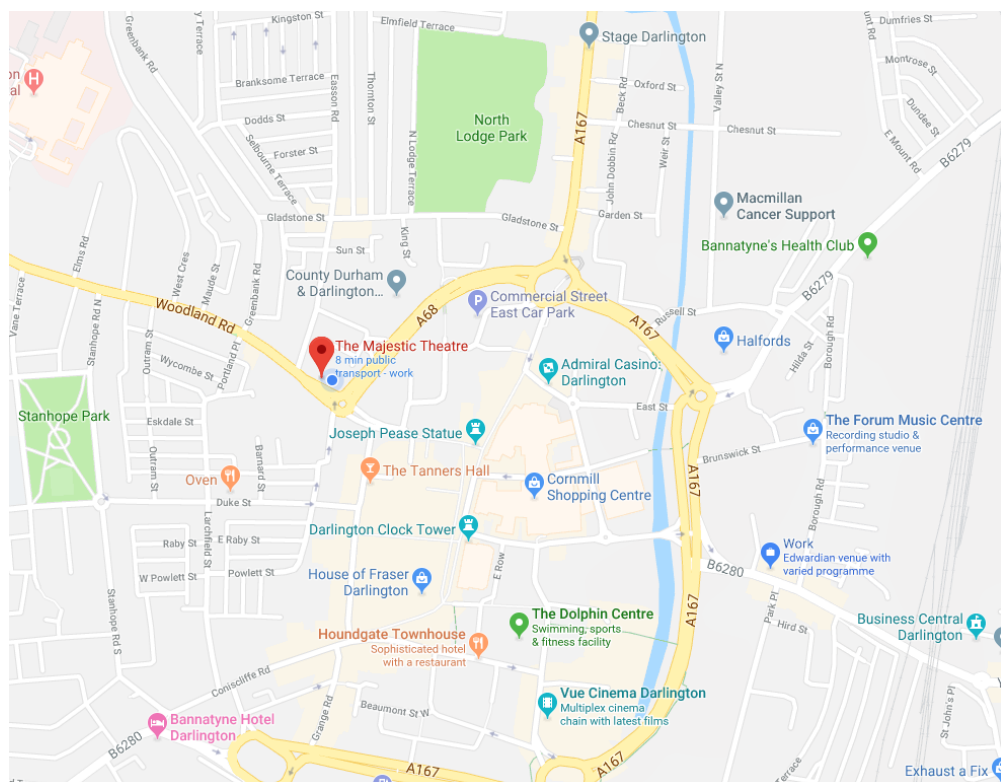 Kingston St
Elmfield Terrace
Greenbank Rd
Terrace
Stage Darlington
Dumfries St
unt Rd
Montrose St
Branksome Terrace
Easson Rd
Thornton St
N Lodge Terrace
North
Lodge Park
A167
Beck Rd
Oxford St
Valley St N
Dundee St
E Mount Rd
B6279
on
al
H
Dodds St
Selbourne Terrace
Forster St
Chesnut St
Chesnut St
Weir St
John Dobbin Rd
Macmillan
Cancer Support
Gladstone St
Gladstone St
Garden St
Bannatyne's Health Club
Elms Rd
West Cres
Maude St
Greenbank Rd
Sun St
King St
County Durham
& Darlington...
P
Commercial Street
East Car Park
A68
A167
Russell St
B6279
Vane Terrace
Stanhope Rd N
Woodland Rd
The Majestic Theatre
8 min public
transport - work
Halfords
Hilda St
Borough Rd
Outram St
Wycombe St
Portland Pl
Admiral Casino:
Darlington
East St
Stanhope Park
Eskdale St
Joseph Pease Statue
The Forum Music Centre
Recording studio &
performance venue
Brunswick St
Outram St
Barnard St
Oven
The Tanners Hall
Cornmill
Shopping Centre
A167
Duke St
Borough Rd
Larchfield St
Raby St
E Raby St
Darlington Clock Tower
Work
Edwardian venue with
varied programme
B6280
W Powlett St
Powlett St
House of Fraser
Darlington
E Row
Park Pl
Stanhope Rd S
The Dolphin Centre
Swimming, sports
& fitness facility
A167
Hird St
Business Central
Darlington
Houndgate Townhouse
Sophisticated hotel
with a restaurant
Coniscliffe Rd
Vue Cinema Darlington
Multiplex cinema
chain with latest films
Beaumont St W
Grange Rd
St John's Pl
Y
Bannatyne Hotel
Darlington
B6280
A167
A167
Exhaust a Fix